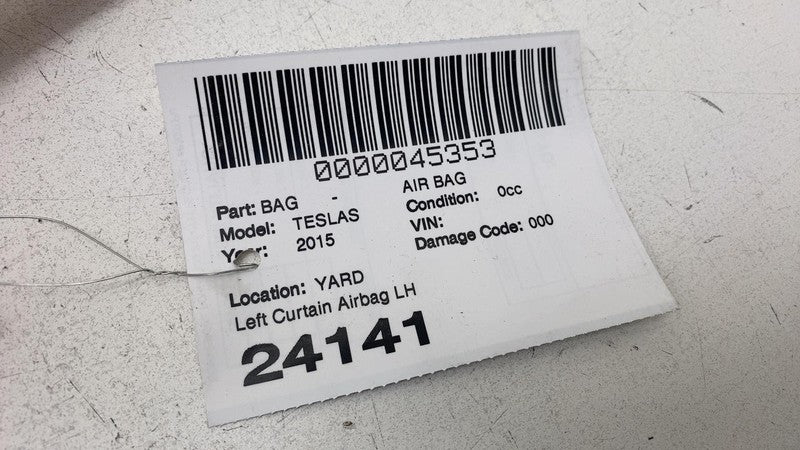 0000045353
Part: BAG - AIR BAG
Model: TESLAS Condition: 0cc
Year: 2015 VIN:
Damage Code: 000
Location: YARD
Left Curtain Airbag LH
24141